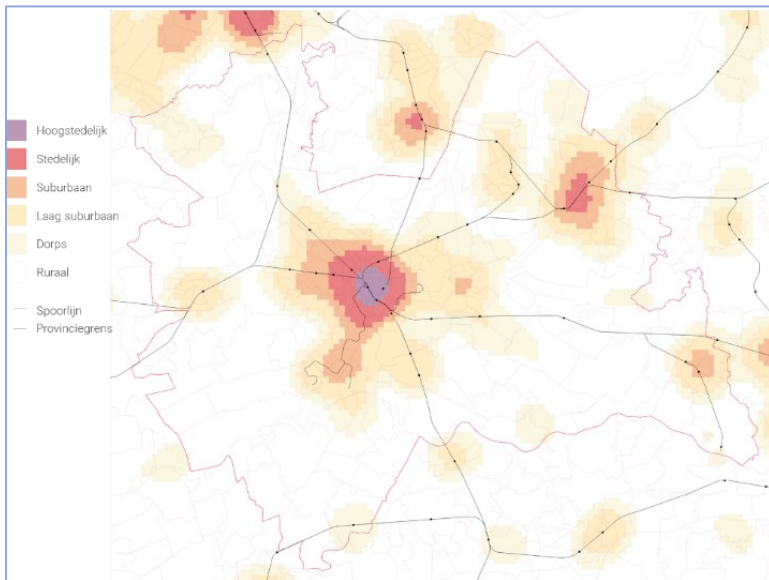 Hoogstedelijk
Stedelijk
Suburbaan
Laag suburbaan
Dorps
Ruraal
Spoorlijn
Provinciegrens